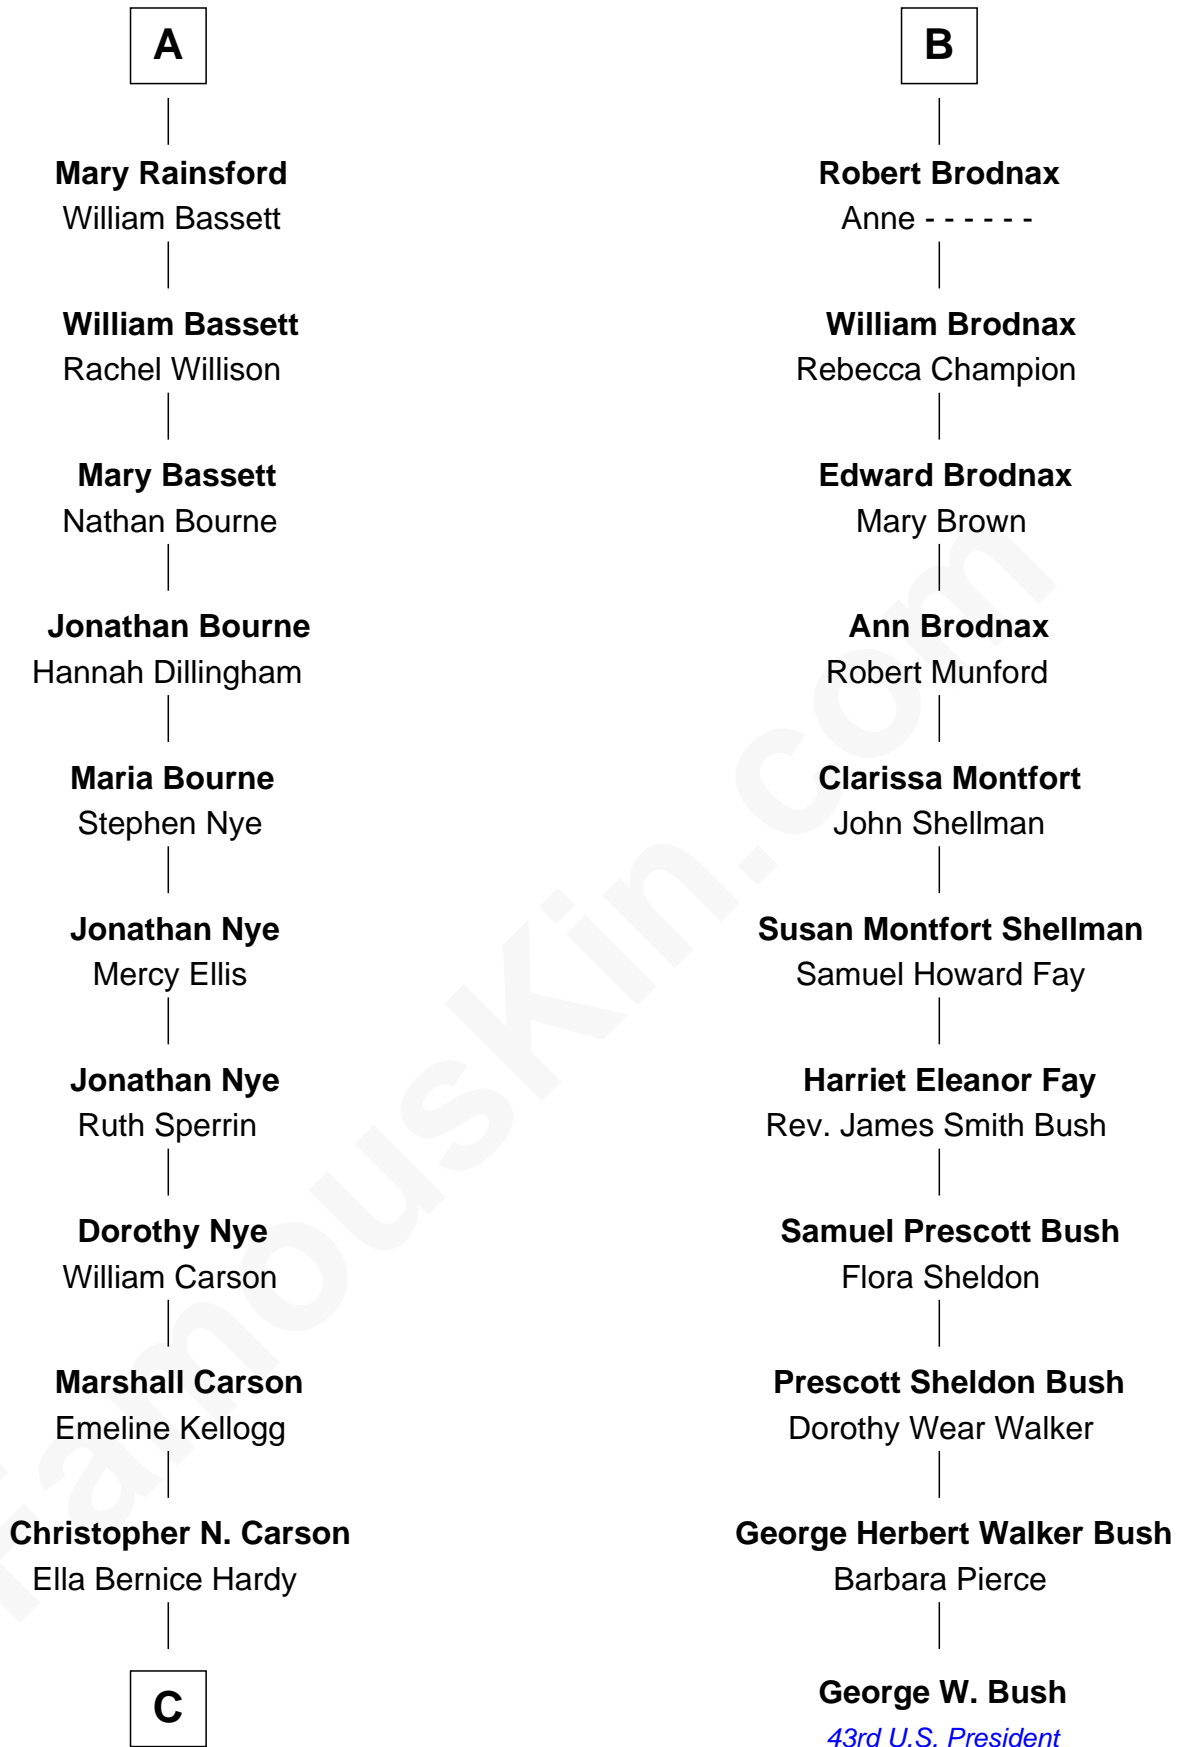 A
Mary Rainsford
William Bassett
William Bassett
Rachel Willison
Mary Bassett
Nathan Bourne
Jonathan Bourne
Hannah Dillingham
Maria Bourne
Stephen Nye
Jonathan Nye
Mercy Ellis
Jonathan Nye
Ruth Sperrin
Dorothy Nye
William Carson
Marshall Carson
Emeline Kellogg
Christopher N. Carson
Ella Bernice Hardy
C
B
Robert Brodnax
Anne - - - - - -
William Brodnax
Rebecca Champion
Edward Brodnax
Mary Brown
Ann Brodnax
Robert Munford
Clarissa Montfort
John Shellman
Susan Montfort Shellman
Samuel Howard Fay
Harriet Eleanor Fay
Rev. James Smith Bush
Samuel Prescott Bush
Flora Sheldon
Prescott Sheldon Bush
Dorothy Wear Walker
George Herbert Walker Bush
Barbara Pierce
George W. Bush
43rd U.S. President
FamousKin.com